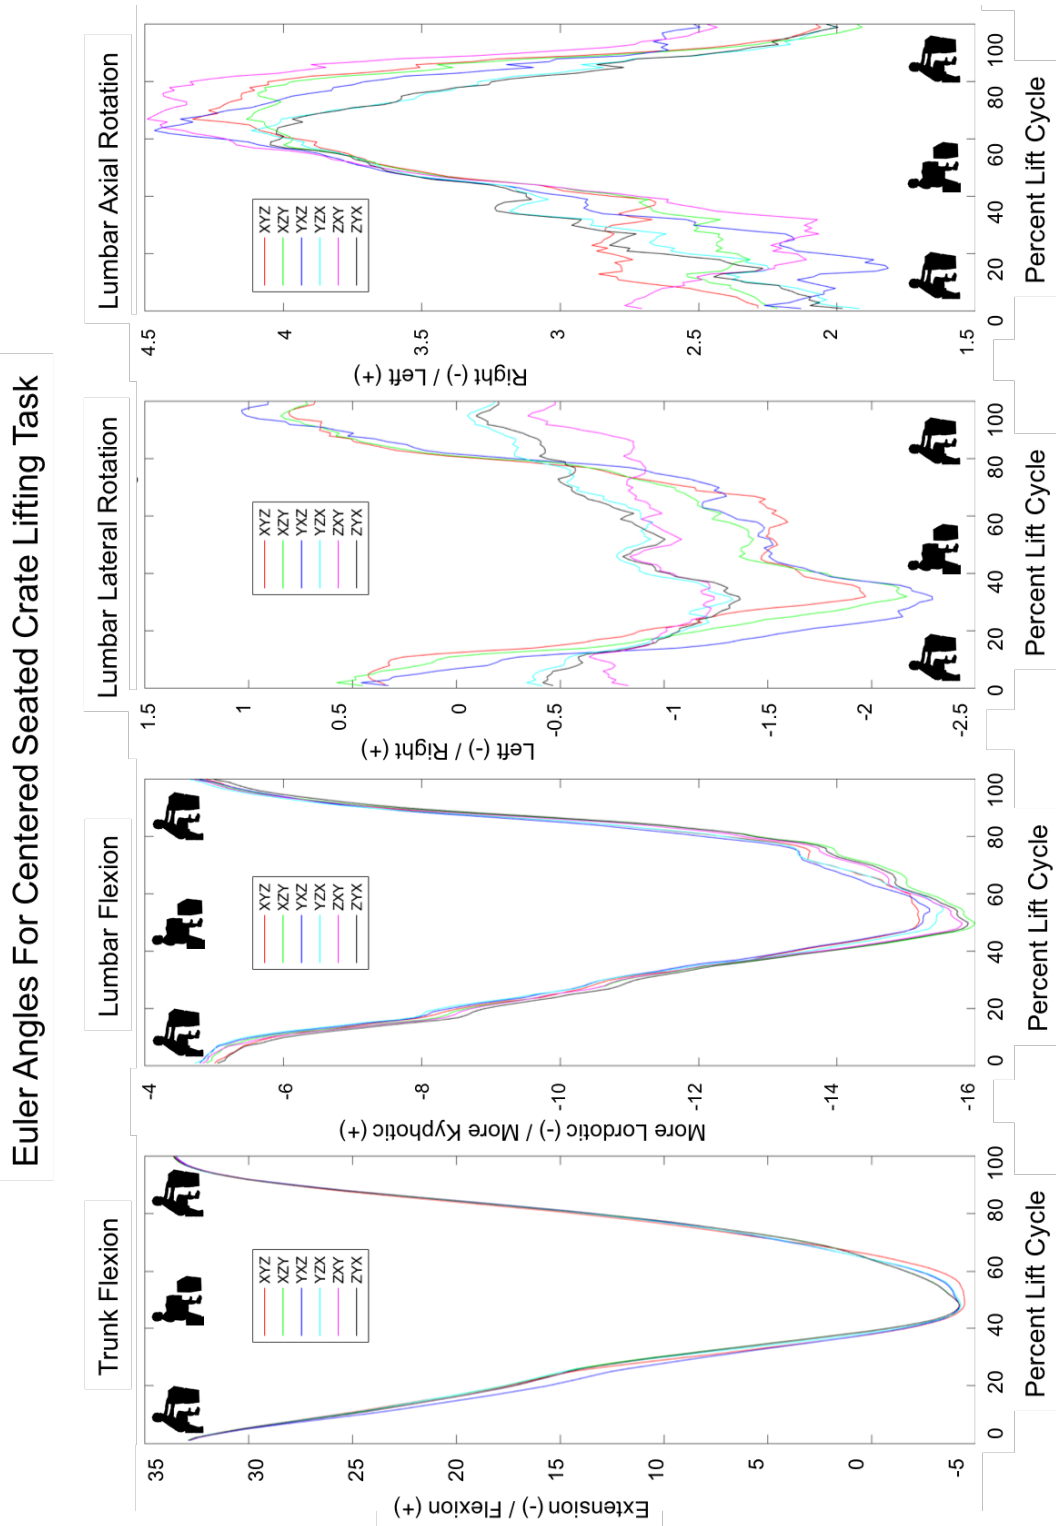 Euler Angles For Centered Seated Crate Lifting Task
Trunk Flexion
Extension (-) / Flexion (+)
35
30
25
20
15
10
5
0
-5
XYZ
XZY
YXZ
YZX
ZXY
ZYX
0 20 40 60 80 100
Percent Lift Cycle
Lumbar Flexion
More Lordotic (-) / More Kyphotic (+)
-4
-6
-8
-10
-12
-14
-16
XYZ
XZY
YXZ
YZX
ZXY
ZYX
0 20 40 60 80 100
Percent Lift Cycle
Lumbar Lateral Rotation
Left (-) / Right (+)
1.5
1
0.5
0
-0.5
-1
-1.5
-2
-2.5
XYZ
XZY
YXZ
YZX
ZXY
ZYX
0 20 40 60 80 100
Percent Lift Cycle
Lumbar Axial Rotation
Right (-) / Left (+)
4.5
4
3.5
3
2.5
2
1.5
XYZ
XZY
YXZ
YZX
ZXY
ZYX
0 20 40 60 80 100
Percent Lift Cycle